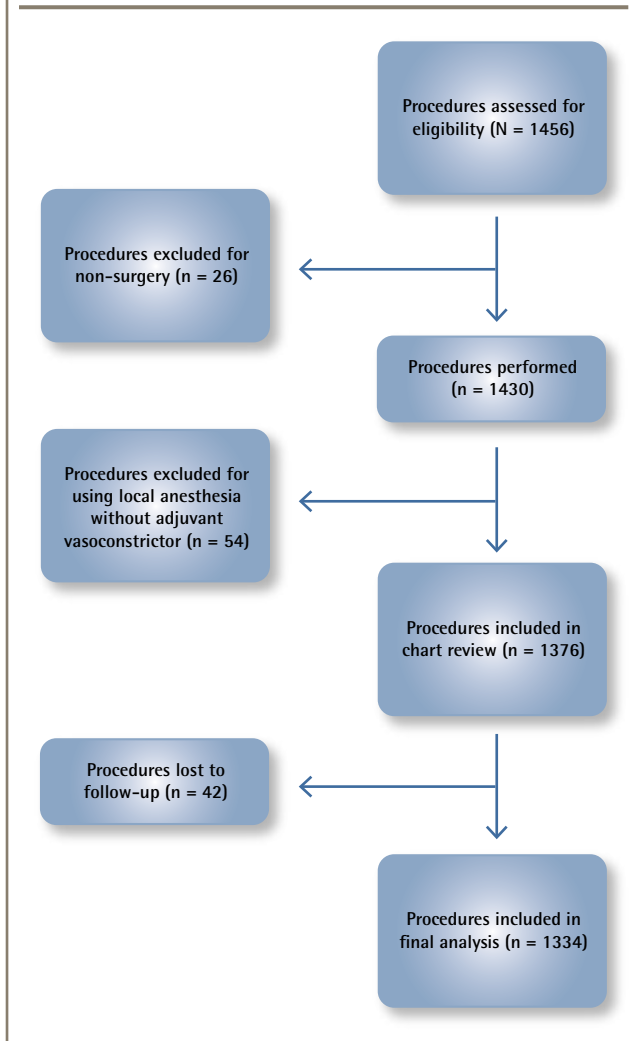 Procedures assessed for
eligibility (N = 1456)
Procedures excluded for
non-surgery (n = 26)
Procedures performed
(n = 1430)
Procedures excluded for
using local anesthesia
without adjuvant
vasoconstrictor (n = 54)
Procedures included in
chart review (n = 1376)
Procedures lost to
follow-up (n = 42)
Procedures included in
final analysis (n = 1334)